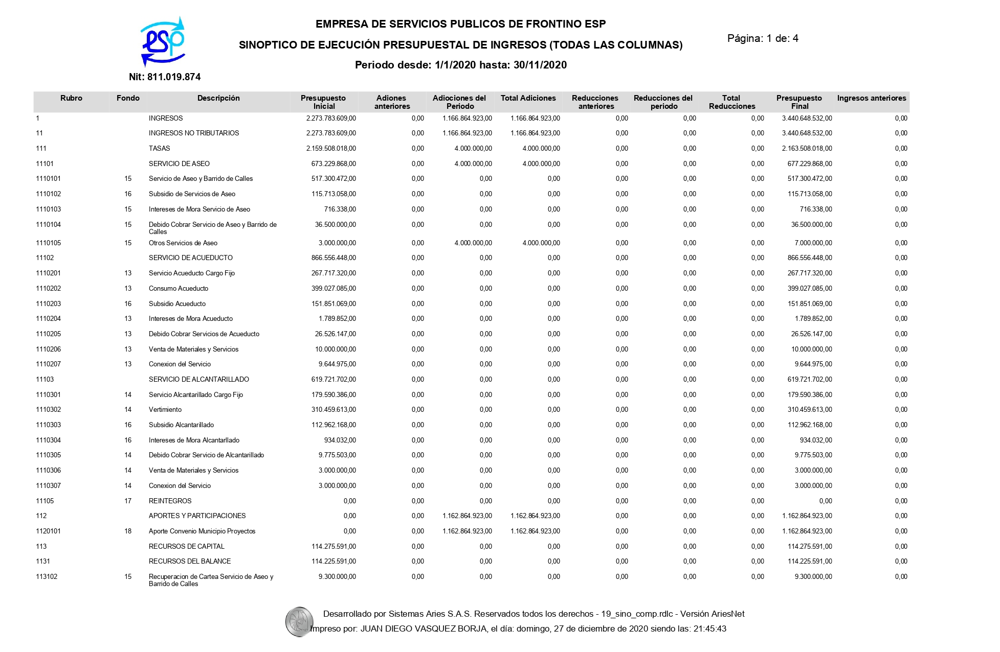 esp
EMPRESA DE SERVICIOS PUBLICOS DE FRONTINO ESP
SINOPTICO DE EJECUCIÓN PRESUPUESTAL DE INGRESOS (TODAS LAS COLUMNAS)
Página: 1 de: 4
Periodo desde: 1/1/2020 hasta: 30/11/2020
Nit: 811.019.874
Rubro Fondo Descripción Presupuesto Inicial Adiones anteriores Adiociones del Periodo Total Adiciones Reducciones anteriores Reducciones del periodo Total Reducciones Presupuesto Final Ingresos anteriores
1 INGRESOS 2.273.783.609,00 0,00 1.166.864.923,00 1.166.864.923,00 0,00 0,00 0,00 3.440.648.532,00 0,00
11 INGRESOS NO TRIBUTARIOS 2.273.783.609,00 0,00 1.166.864.923,00 1.166.864.923,00 0,00 0,00 0,00 3.440.648.532,00 0,00
111 TASAS 2.159.508.018,00 0,00 4.000.000,00 4.000.000,00 0,00 0,00 0,00 2.163.508.018,00 0,00
11101 SERVICIO DE ASEO 673.229.868,00 0,00 4.000.000,00 4.000.000,00 0,00 0,00 0,00 677.229.868,00 0,00
1110101 15 Servicio de Aseo y Barrido de Calles 517.300.472,00 0,00 0,00 0,00 0,00 0,00 0,00 517.300.472,00 0,00
1110102 16 Subsidio de Servicios de Aseo 115.713.058,00 0,00 0,00 0,00 0,00 0,00 0,00 115.713.058,00 0,00
1110103 15 Intereses de Mora Servicio de Aseo 716.338,00 0,00 0,00 0,00 0,00 0,00 0,00 716.338,00 0,00
1110104 15 Debido Cobrar Servicio de Aseo y Barrido de 36.500.000,00 0,00 0,00 0,00 0,00 0,00 0,00 36.500.000,00 0,00
Calles
1110105 15 Otros Servicios de Aseo 3.000.000,00 0,00 4.000.000,00 4.000.000,00 0,00 0,00 0,00 7.000.000,00 0,00
11102 SERVICIO DE ACUEDUCTO 866.556.448,00 0,00 0,00 0,00 0,00 0,00 0,00 866.556.448,00 0,00
1110201 13 Servicio Acueducto Cargo Fijo 267.717.320,00 0,00 0,00 0,00 0,00 0,00 0,00 267.717.320,00 0,00
1110202 13 Consumo Acueducto 399.027.085,00 0,00 0,00 0,00 0,00 0,00 0,00 399.027.085,00 0,00
1110203 16 Subsidio Acueducto 151.851.069,00 0,00 0,00 0,00 0,00 0,00 0,00 151.851.069,00 0,00
1110204 13 Intereses de Mora Acueducto 1.789.852,00 0,00 0,00 0,00 0,00 0,00 0,00 1.789.852,00 0,00
1110205 13 Debido Cobrar Servicios de Acueducto 26.526.147,00 0,00 0,00 0,00 0,00 0,00 0,00 26.526.147,00 0,00
1110206 13 Venta de Materiales y Servicios 10.000.000,00 0,00 0,00 0,00 0,00 0,00 0,00 10.000.000,00 0,00
1110207 13 Conexion del Servicio 9.644.975,00 0,00 0,00 0,00 0,00 0,00 0,00 9.644.975,00 0,00
11103 SERVICIO DE ALCANTARILLADO 619.721.702,00 0,00 0,00 0,00 0,00 0,00 0,00 619.721.702,00 0,00
1110301 14 Servicio Alcantarillado Cargo Fijo 179.590.386,00 0,00 0,00 0,00 0,00 0,00 0,00 179.590.386,00 0,00
1110302 14 Vertimiento 310.459.613,00 0,00 0,00 0,00 0,00 0,00 0,00 310.459.613,00 0,00
1110303 16 Subsidio Alcantarillado 112.962.168,00 0,00 0,00 0,00 0,00 0,00 0,00 112.962.168,00 0,00
1110304 16 Intereses de Mora Alcantarllado 934.032,00 0,00 0,00 0,00 0,00 0,00 0,00 934.032,00 0,00
1110305 14 Debido Cobrar Servicio de Alcantarillado 9.775.503,00 0,00 0,00 0,00 0,00 0,00 0,00 9.775.503,00 0,00
1110306 14 Venta de Materiales y Servicios 3.000.000,00 0,00 0,00 0,00 0,00 0,00 0,00 3.000.000,00 0,00
1110307 14 Conexion del Servicio 3.000.000,00 0,00 0,00 0,00 0,00 0,00 0,00 3.000.000,00 0,00
11105 17 REINTEGROS 0,00 0,00 0,00 0,00 0,00 0,00 0,00 0,00 0,00
112 APORTES Y PARTICIPACIONES 0,00 0,00 1.162.864.923,00 1.162.864.923,00 0,00 0,00 0,00 1.162.864.923,00 0,00
1120101 18 Aporte Convenio Municipio Proyectos 0,00 0,00 1.162.864.923,00 1.162.864.923,00 0,00 0,00 0,00 1.162.864.923,00 0,00
113 RECURSOS DE CAPITAL 114.275.591,00 0,00 0,00 0,00 0,00 0,00 0,00 114.275.591,00 0,00
1131 RECURSOS DEL BALANCE 114.225.591,00 0,00 0,00 0,00 0,00 0,00 0,00 114.225.591,00 0,00
113102 15 Recuperacion de Cartea Servicio de Aseo y 9.300.000,00 0,00 0,00 0,00 0,00 0,00 0,00 9.300.000,00 0,00
Barrido de Calles
Desarrollado por Sistemas Aries S.A.S. Reservados todos los derechos - 19_sino_comp.rdlc - Versión AriesNet
Impreso por: JUAN DIEGO VASQUEZ BORJA, el día: domingo, 27 de diciembre de 2020 siendo las: 21:45:43